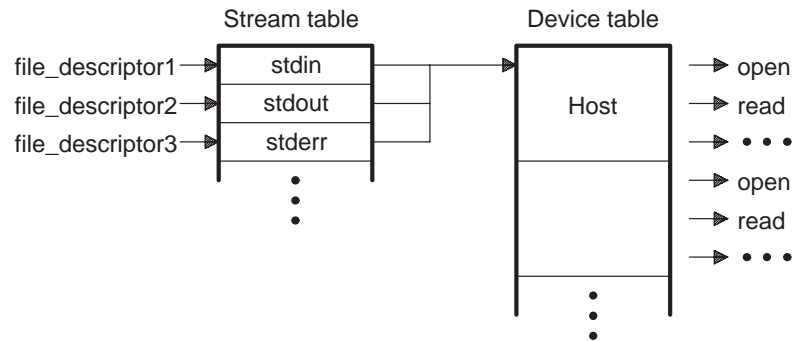 Stream table
Device table
file_descriptor1
stdin
file_descriptor2
stdout
file_descriptor3
stderr
Host
open
read
open
read